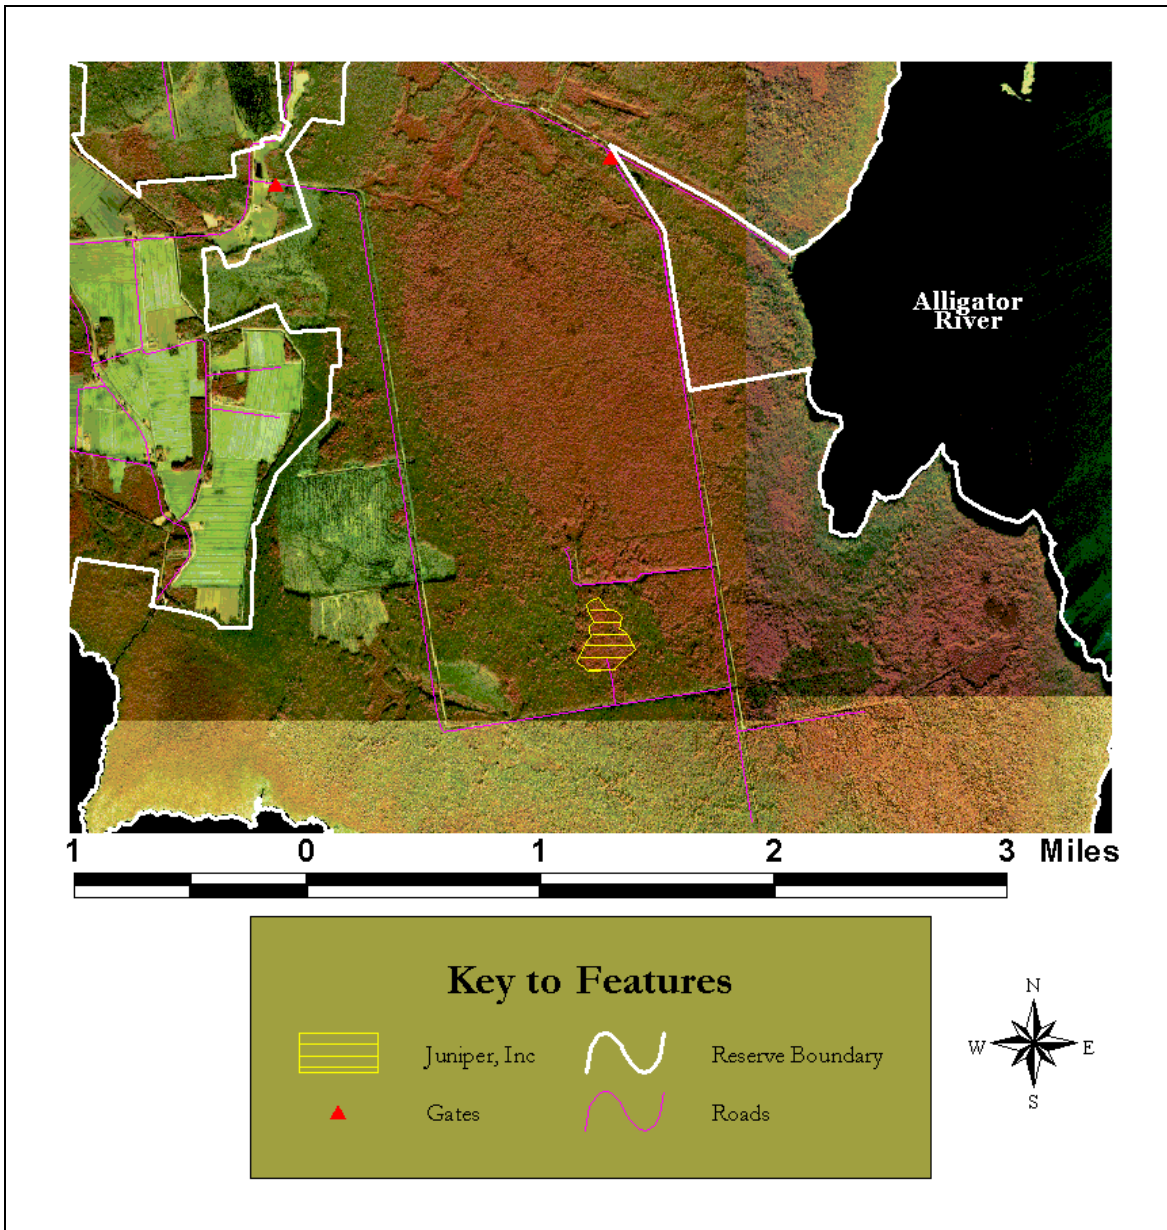 Alligator
River
1 0 1 2 3 Miles
Key to Features
Juniper, Inc
Reserve Boundary
Gates
Roads
N
W E
S